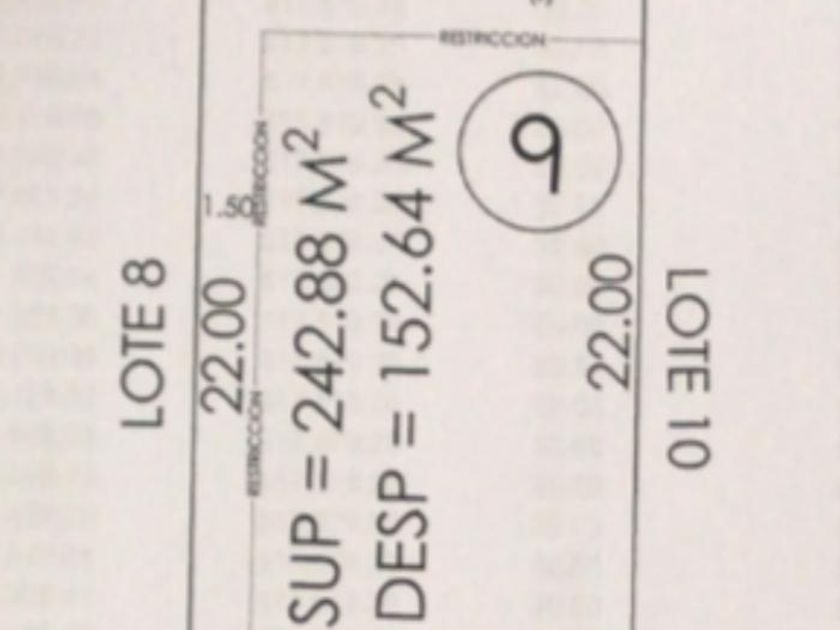 RESTRICCION
9
LOTE 8
22.00
1.50
RESTRICCION
RESTRICCION
SUP = 242.88 M²
DESP = 152.64 M²
22.00
LOTE 10